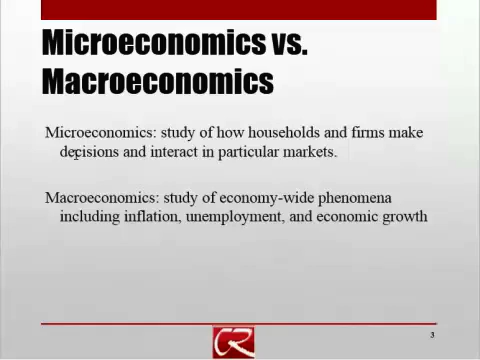 Microeconomics vs.
Macroeconomics
Microeconomics: study of how households and firms make
decisions and interact in particular markets.
Macroeconomics: study of economy-wide phenomena
including inflation, unemployment, and economic growth
CR
3